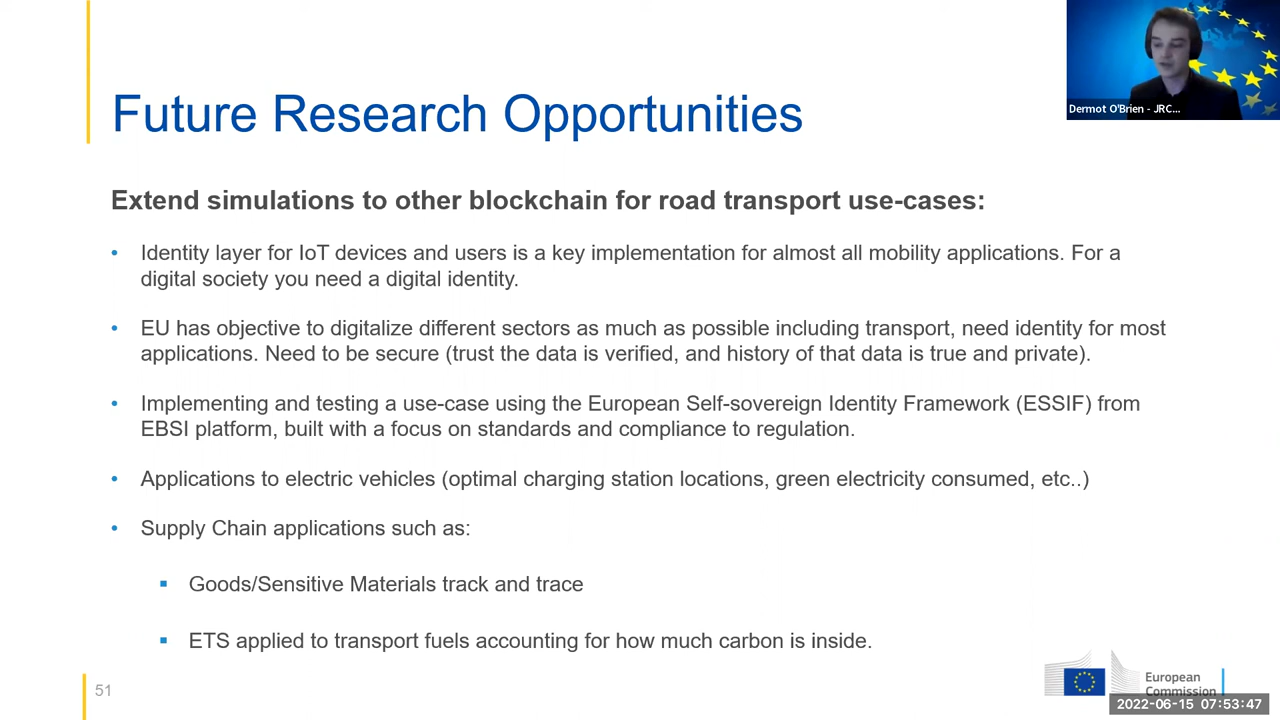 Future Research Opportunities
Dermot O'Brien - JRC...
Extend simulations to other blockchain for road transport use-cases:
• Identity layer for IoT devices and users is a key implementation for almost all mobility applications. For a
digital society you need a digital identity.
• EU has objective to digitalize different sectors as much as possible including transport, need identity for most
applications. Need to be secure (trust the data is verified, and history of that data is true and private).
• Implementing and testing a use-case using the European Self-sovereign Identity Framework (ESSIF) from
EBSI platform, built with a focus on standards and compliance to regulation.
• Applications to electric vehicles (optimal charging station locations, green electricity consumed, etc..)
• Supply Chain applications such as:
▪ Goods/Sensitive Materials track and trace
▪ ETS applied to transport fuels accounting for how much carbon is inside.
51
European
Commission
2022-06-15 07:53:47